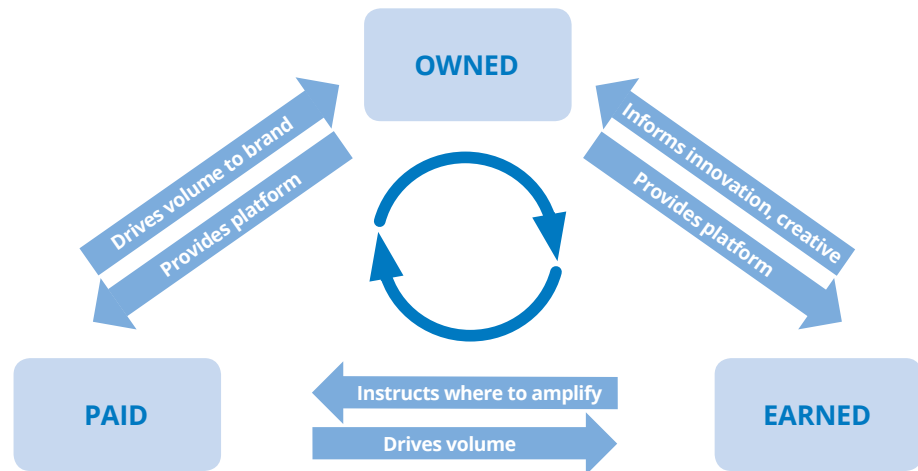 OWNED
Drives volume to brand
Provides platform
Informs innovation, creative
Provides platform
PAID
Instructs where to amplify
Drives volume
EARNED